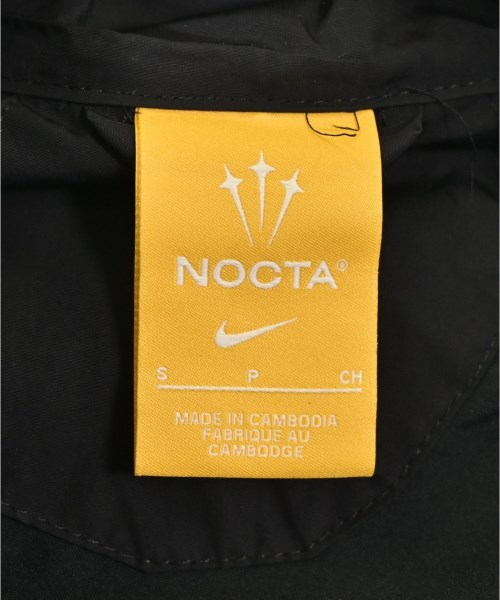 NOCTA®
S P CH
MADE IN CAMBODIA
FABRIQUE AU
CAMBODGE